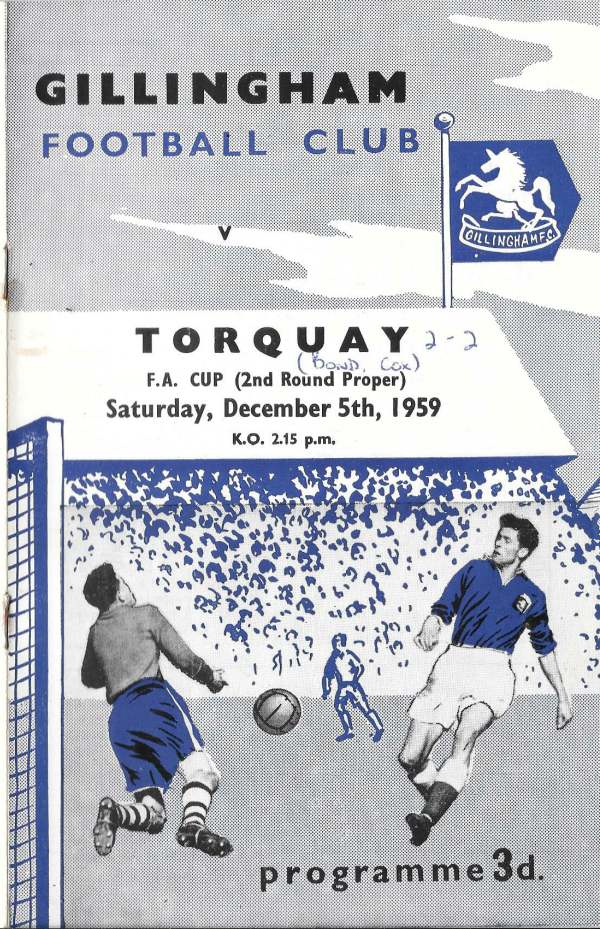 GILLINGHAM
FOOTBALL CLUB
GILLINGHAM F.C.
v
TORQUAY 2-2
(Bond, Cox)
F.A. CUP (2nd Round Proper)
Saturday, December 5th, 1959
K.O. 2.15 p.m.
programme 3d.